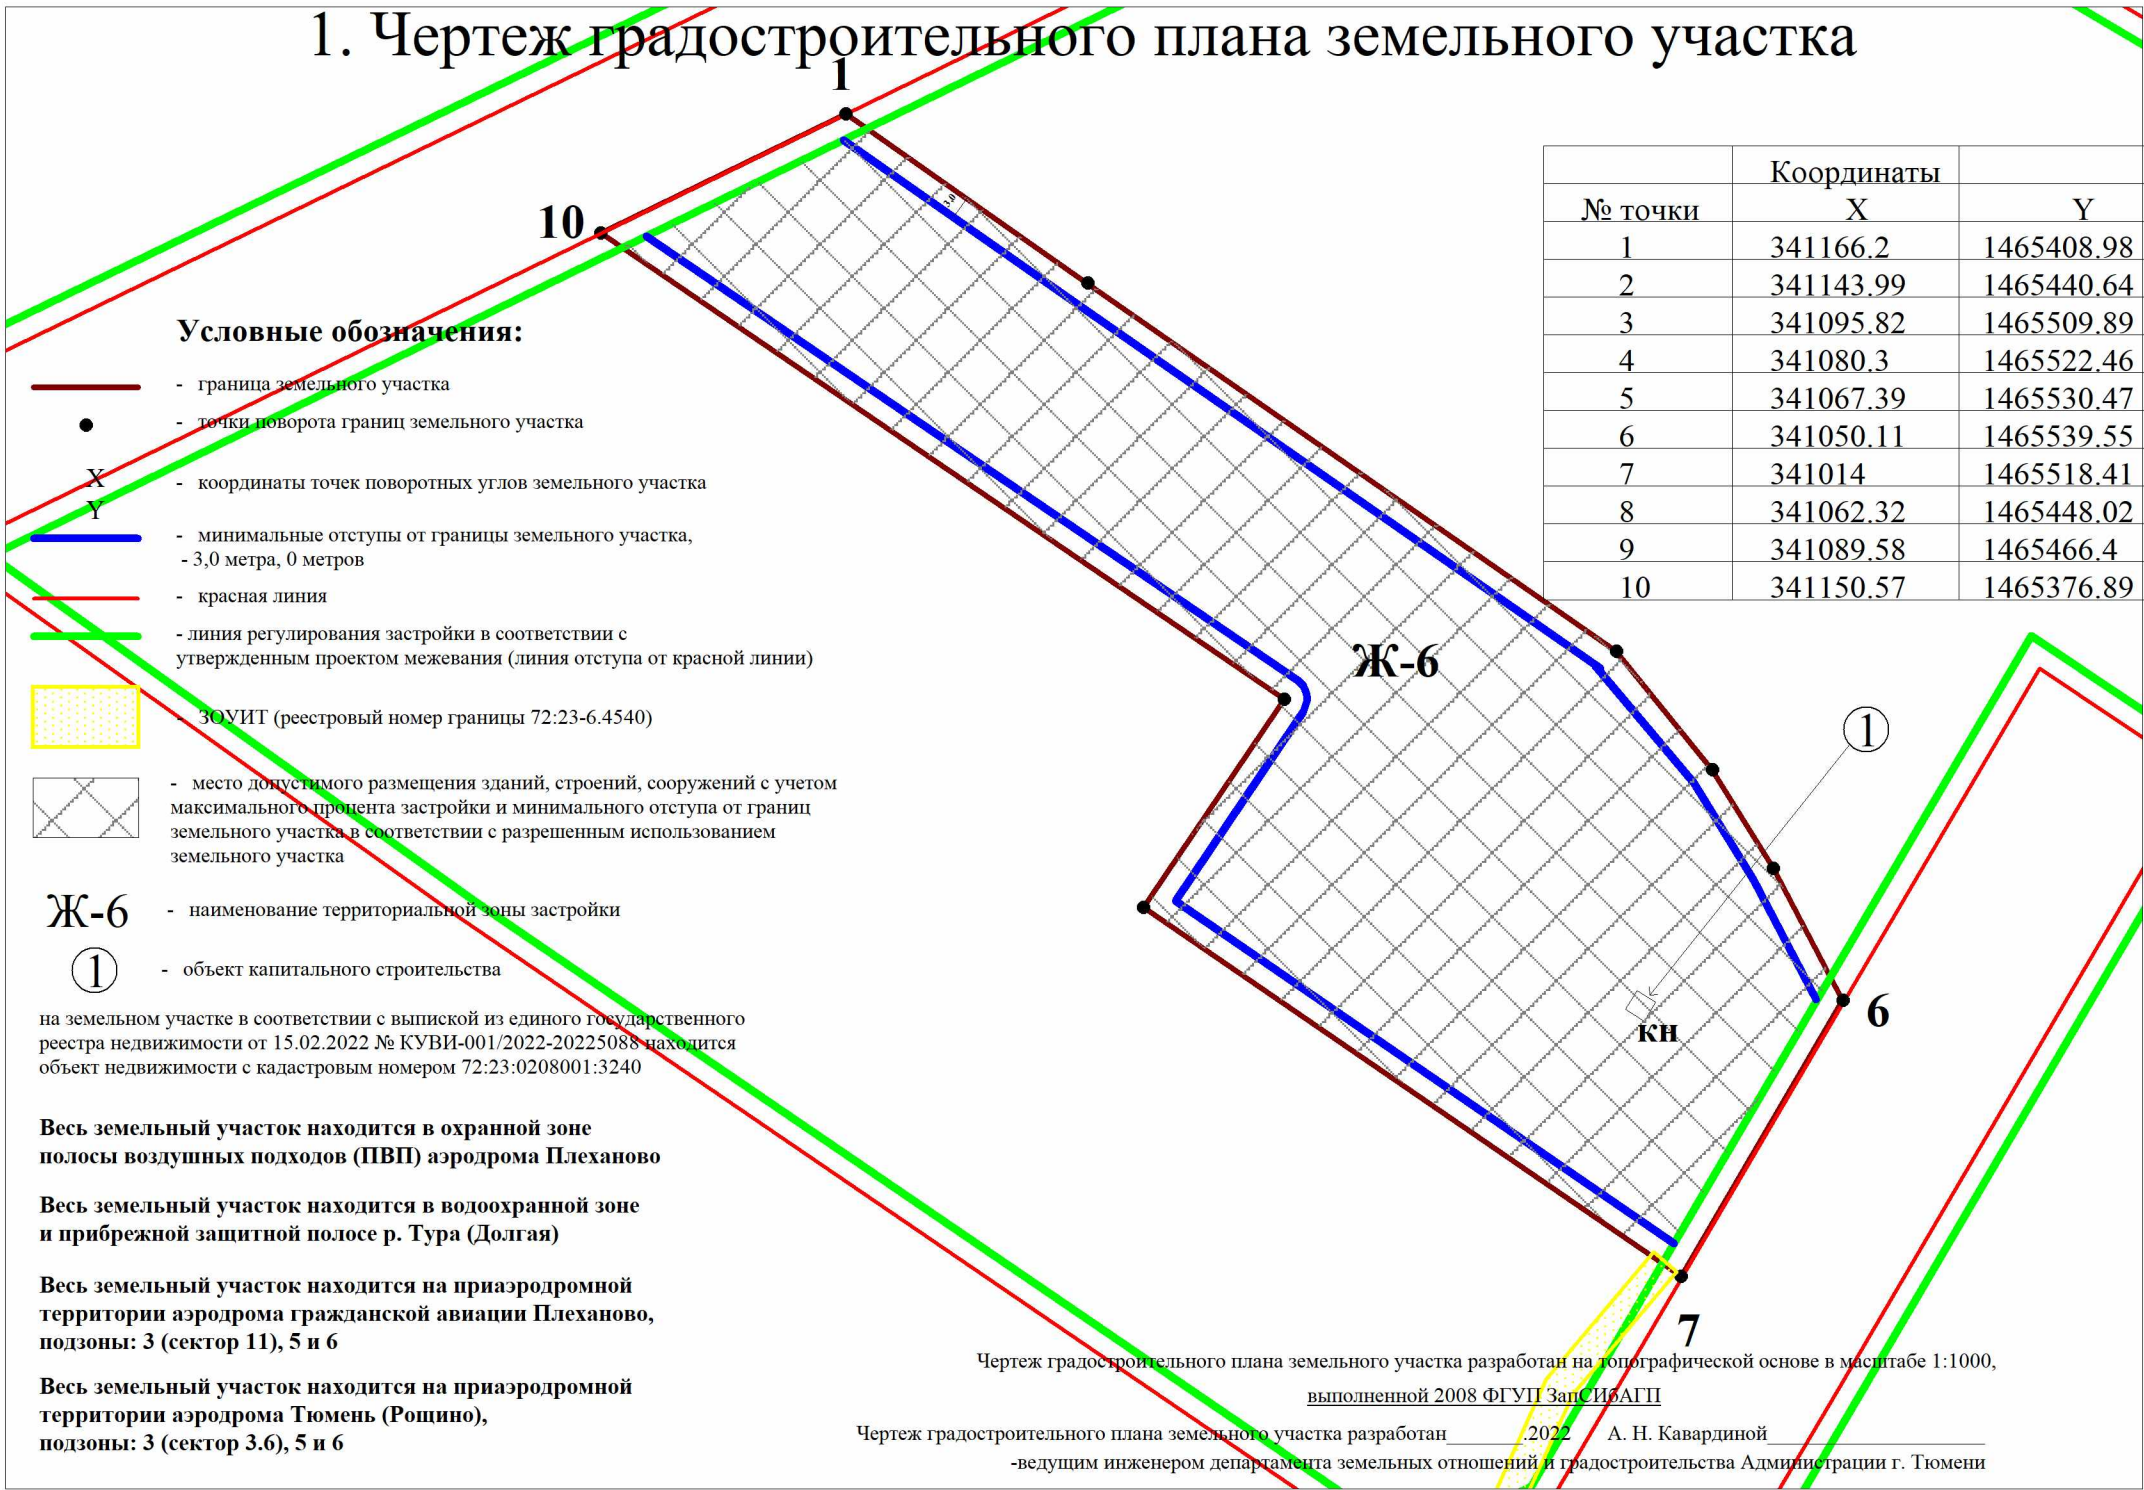 1. Чертеж градостроительного плана земельного участка
1
10
3,0
Координаты
№ точки X Y
1 341166.2 1465408.98
2 341143.99 1465440.64
3 341095.82 1465509.89
4 341080.3 1465522.46
5 341067.39 1465530.47
6 341050.11 1465539.55
7 341014 1465518.41
8 341062.32 1465448.02
9 341089.58 1465466.4
10 341150.57 1465376.89
Условные обозначения:
- граница земельного участка
- точки поворота границ земельного участка
X
Y
- координаты точек поворотных углов земельного участка
- минимальные отступы от границы земельного участка,
- 3,0 метра, 0 метров
- красная линия
- линия регулирования застройки в соответствии с
утвержденным проектом межевания (линия отступа от красной линии)
- ЗОУИТ (реестровый номер границы 72:23-6.4540)
- место допустимого размещения зданий, строений, сооружений с учетом
максимального процента застройки и минимального отступа от границ
земельного участка в соответствии с разрешенным использованием
земельного участка
Ж-6 - наименование территориальной зоны застройки
1 - объект капитального строительства
на земельном участке в соответствии с выпиской из единого государственного
реестра недвижимости от 15.02.2022 № КУВИ-001/2022-20225088 находится
объект недвижимости с кадастровым номером 72:23:0208001:3240
Весь земельный участок находится в охранной зоне
полосы воздушных подходов (ПВП) аэродрома Плеханово
Весь земельный участок находится в водоохранной зоне
и прибрежной защитной полосе р. Тура (Долгая)
Весь земельный участок находится на приаэродромной
территории аэродрома гражданской авиации Плеханово,
подзоны: 3 (сектор 11), 5 и 6
Весь земельный участок находится на приаэродромной
территории аэродрома Тюмень (Рощино),
подзоны: 3 (сектор 3.6), 5 и 6
Ж-6
1
6
кн
7
Чертеж градостроительного плана земельного участка разработан на топографической основе в масштабе 1:1000,
выполненной 2008 ФГУП ЗапСИбАГП
Чертеж градостроительного плана земельного участка разработан_______.2022 А. Н. Кавардиной____________________
-ведущим инженером департамента земельных отношений и градостроительства Администрации г. Тюмени